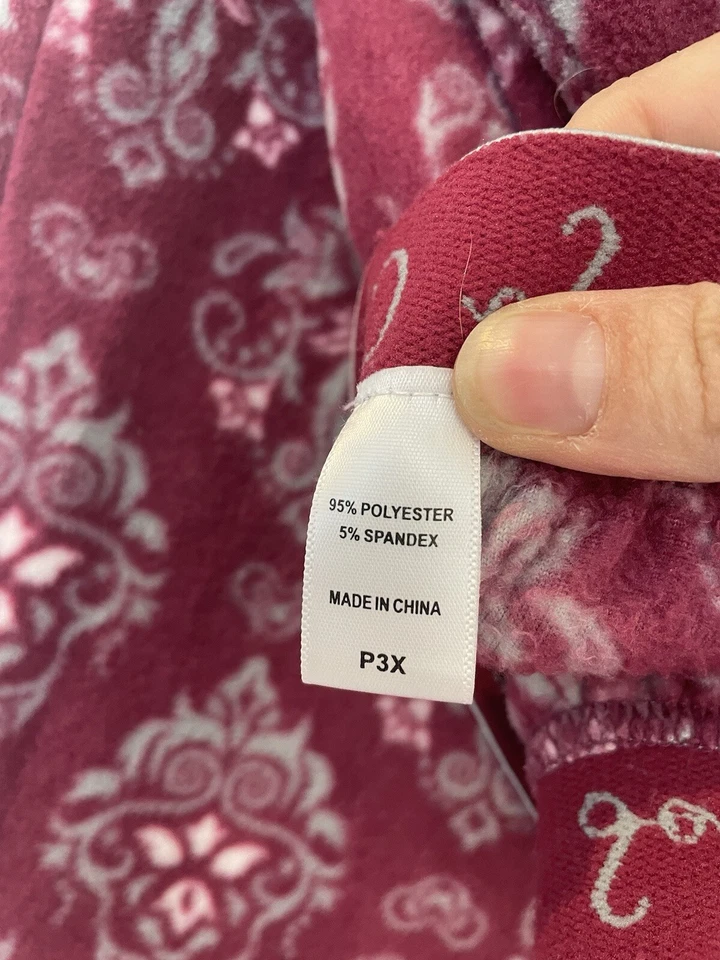 95% POLYESTER
5% SPANDEX
MADE IN CHINA
P3X